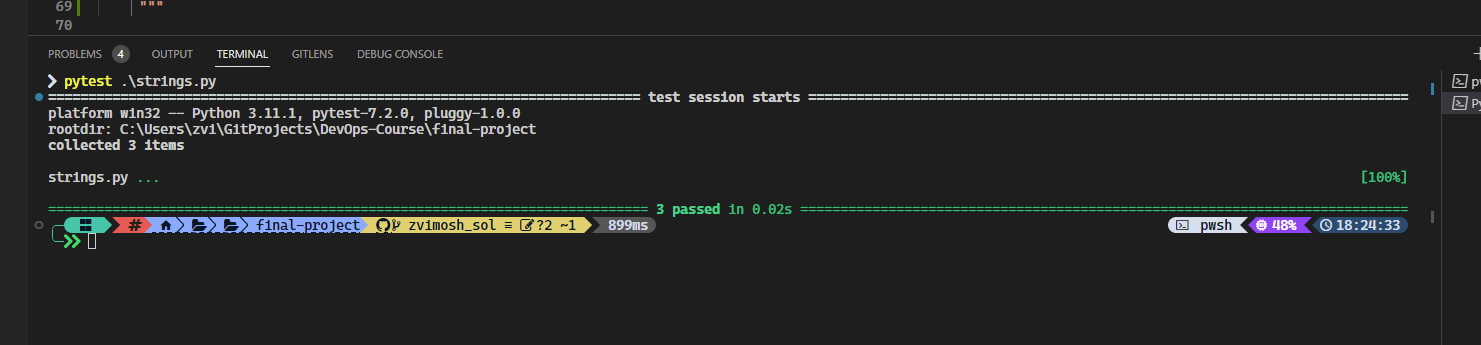 69 """
70
PROBLEMS 4 OUTPUT TERMINAL GITLENS DEBUG CONSOLE
❯ pytest .\strings.py
========================================================================== test session starts ===========================================================================
platform win32 -- Python 3.11.1, pytest-7.2.0, pluggy-1.0.0
rootdir: C:\Users\zvi\GitProjects\DevOps-Course\final-project
collected 3 items
strings.py ... [100%]
=========================================================================== 3 passed in 0.02s ============================================================================
# final-project zvimosh_sol ≡ ?2 ~1 899ms pwsh 48% 18:24:33